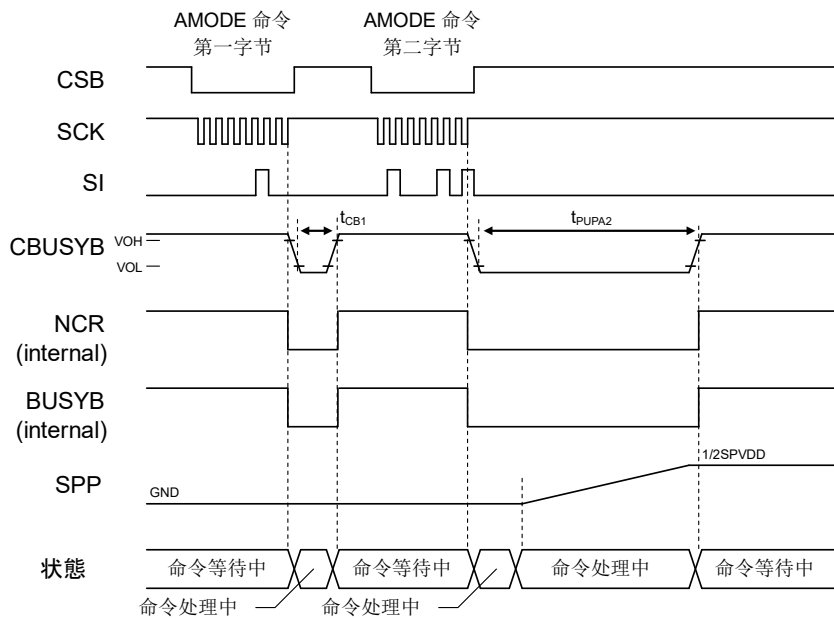 AMODE 命令
第一字节
AMODE 命令
第二字节
CSB
SCK
SI
CBUSYB
VOH
VOL
tCB1
tPUPA2
NCR
(internal)
BUSYB
(internal)
SPP
GND
1/2SPVDD
状態
命令等待中
命令等待中
命令处理中
命令等待中
命令处理中
命令处理中